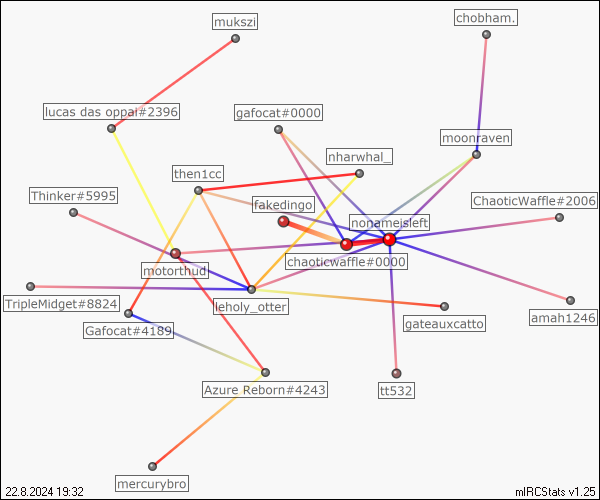 mukszi
chobham.
lucas das oppai#2396
gafocat#0000
moonraven
nharwhal_
then1cc
Thinker#5995
fakedingo
ChaoticWaffle#2006
nonameisleft
chaoticwaffle#0000
motorthud
TripleMidget#8824
leholy_otter
Gafocat#4189
gateauxcatto
amah1246
Azure Reborn#4243
tt532
mercurybro
22.8.2024 19:32
mIRCStats v1.25